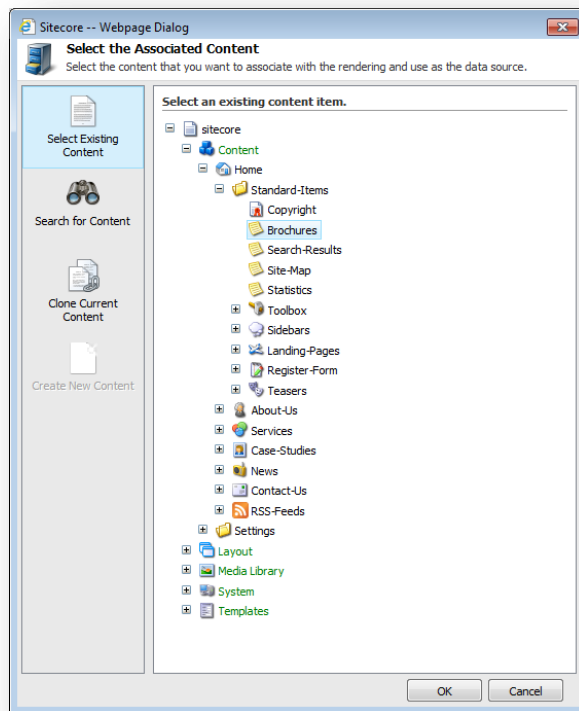 Sitecore -- Webpage Dialog
Select the Associated Content
Select the content that you want to associate with the rendering and use as the data source.
Select Existing
Content
Search for Content
Clone Current
Content
Create New Content
Select an existing content item.
sitecore
Content
Home
Standard-Items
Copyright
Brochures
Search-Results
Site-Map
Statistics
Toolbox
Sidebars
Landing-Pages
Register-Form
Teasers
About-Us
Services
Case-Studies
News
Contact-Us
RSS-Feeds
Settings
Layout
Media Library
System
Templates
OK
Cancel